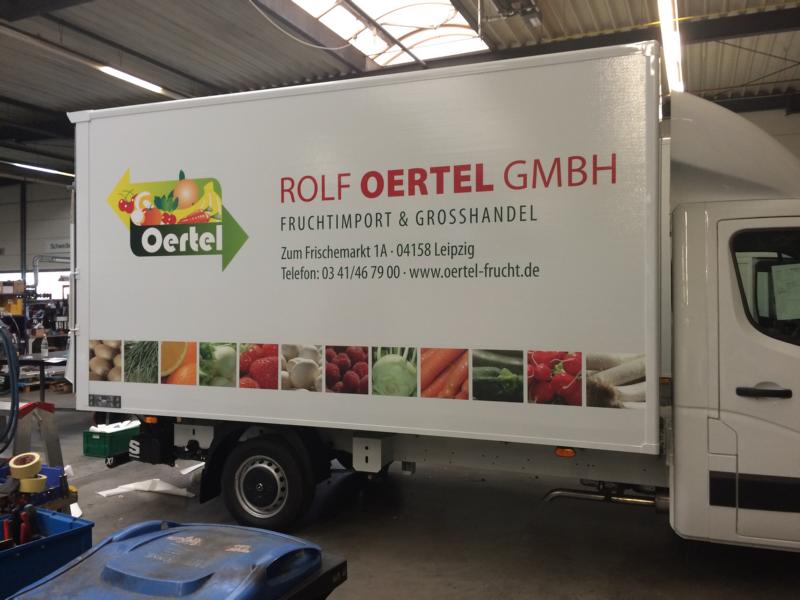 Oertel
ROLF OERTEL GMBH
FRUCHTIMPORT & GROSSHANDEL
Zum Frischemarkt 1A · 04158 Leipzig
Telefon: 03 41/46 79 00 · www.oertel-frucht.de